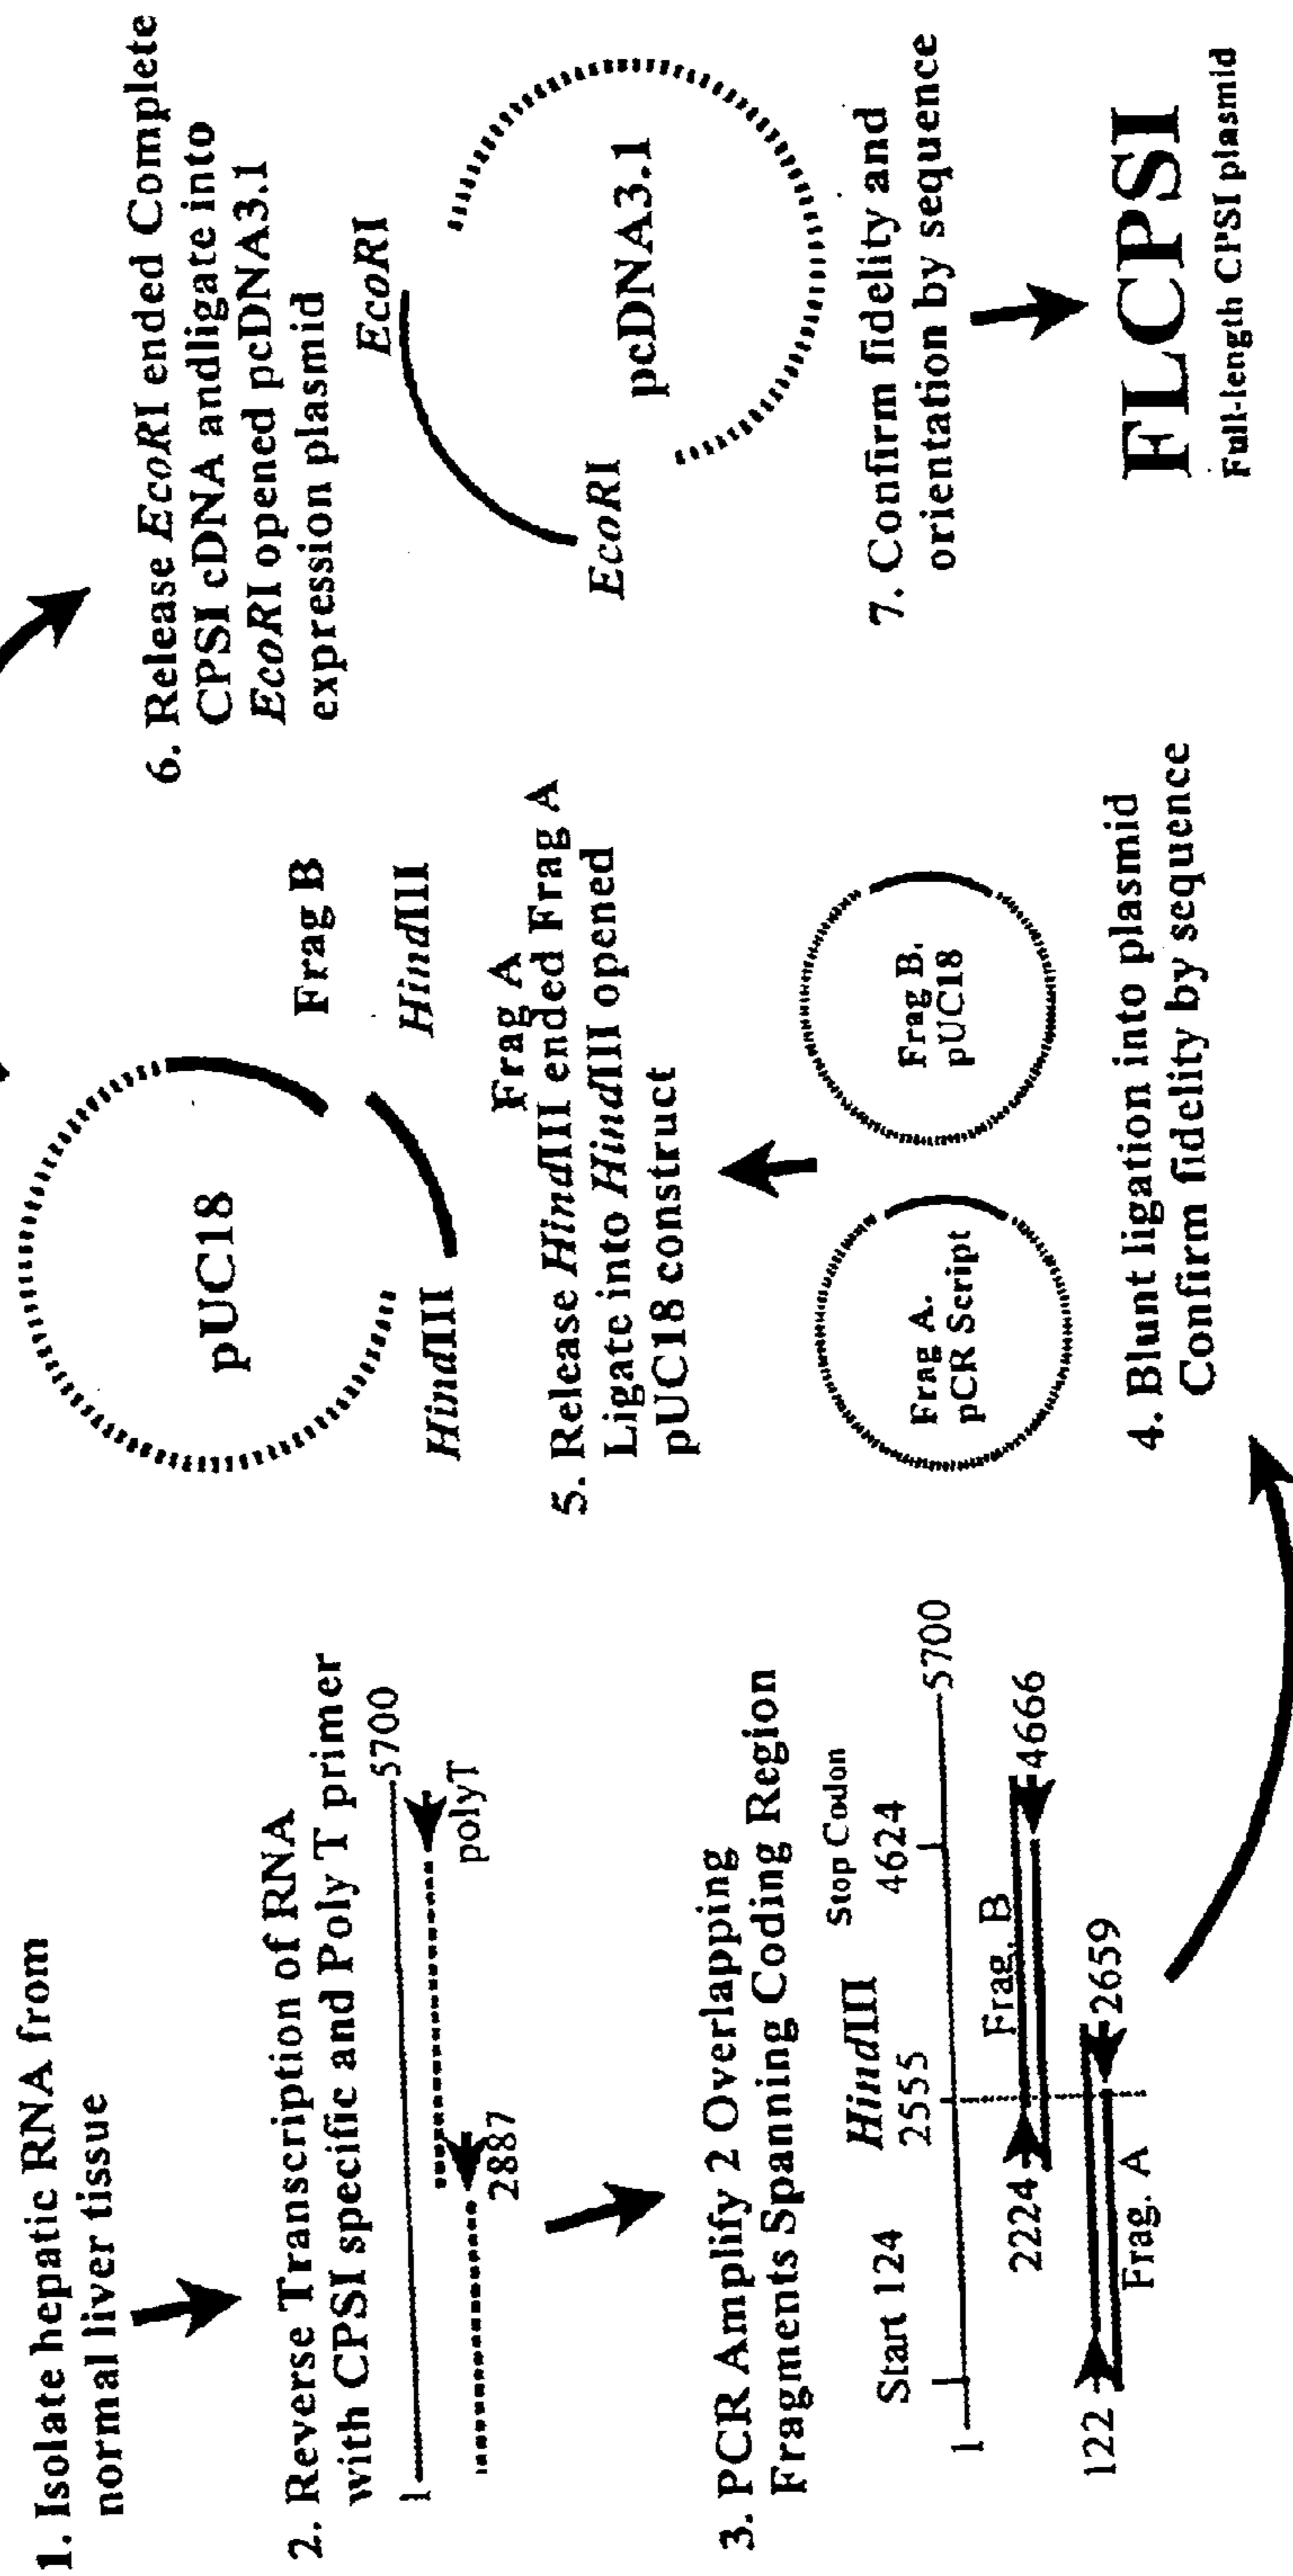 1. Isolate hepatic RNA from
normal liver tissue
2. Reverse Transcription of RNA
with CPSI specific and Poly T primer
1
5700
polyT
2887
3. PCR Amplify 2 Overlapping
Fragments Spanning Coding Region
Start 124
HindIII
2555
Stop Codon
4624
1
5700
2224
Frag. B
4666
122
Frag. A
2659
4. Blunt ligation into plasmid
Confirm fidelity by sequence
Frag A.
pCR Script
Frag B.
pUC18
5. Release HindIII ended Frag A
Ligate into HindIII opened
pUC18 construct
pUC18
Frag B
HindIII
HindIII
Frag A
6. Release EcoRI ended Complete
CPSI cDNA andligate into
EcoRI opened pcDNA3.1
expression plasmid
EcoRI
EcoRI
pcDNA3.1
7. Confirm fidelity and
orientation by sequence
FLCPSI
Full-length CPSI plasmid